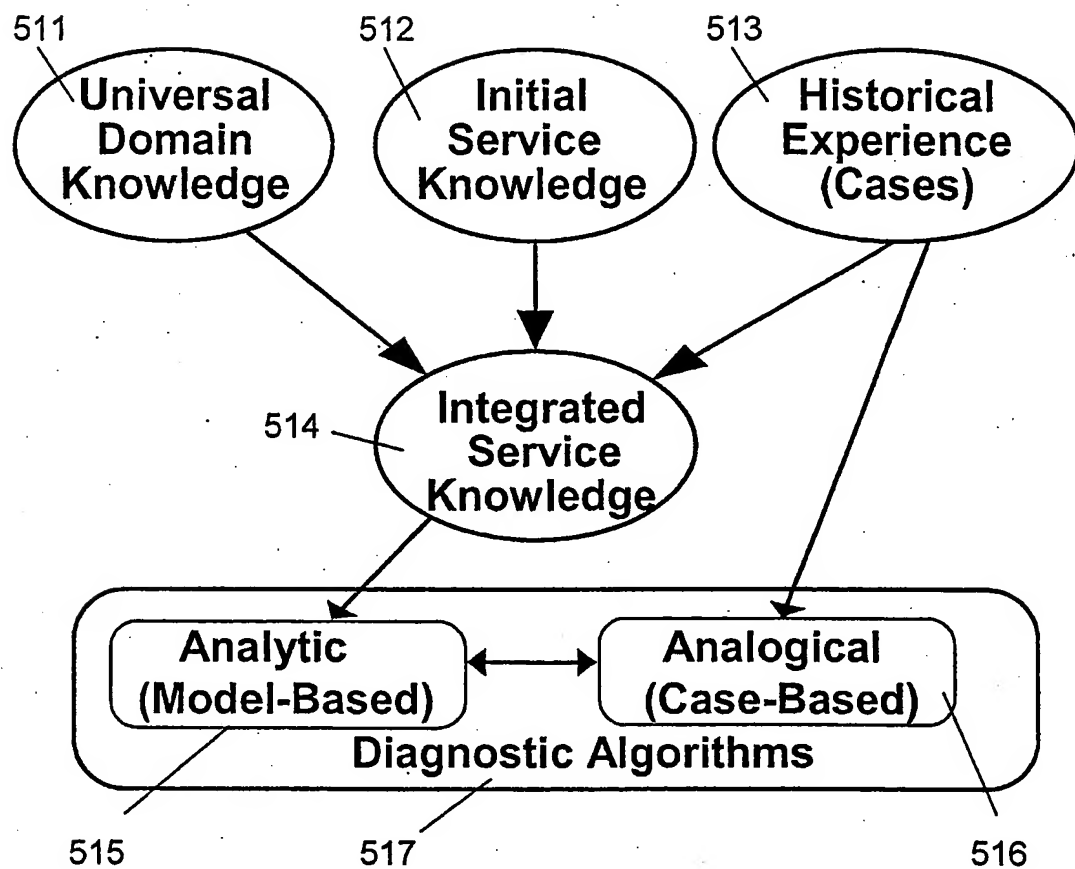 511
512
513
Universal
Domain
Knowledge
Initial
Service
Knowledge
Historical
Experience
(Cases)
514
Integrated
Service
Knowledge
Analytic
(Model-Based)
Analogical
(Case-Based)
Diagnostic Algorithms
515
517
516